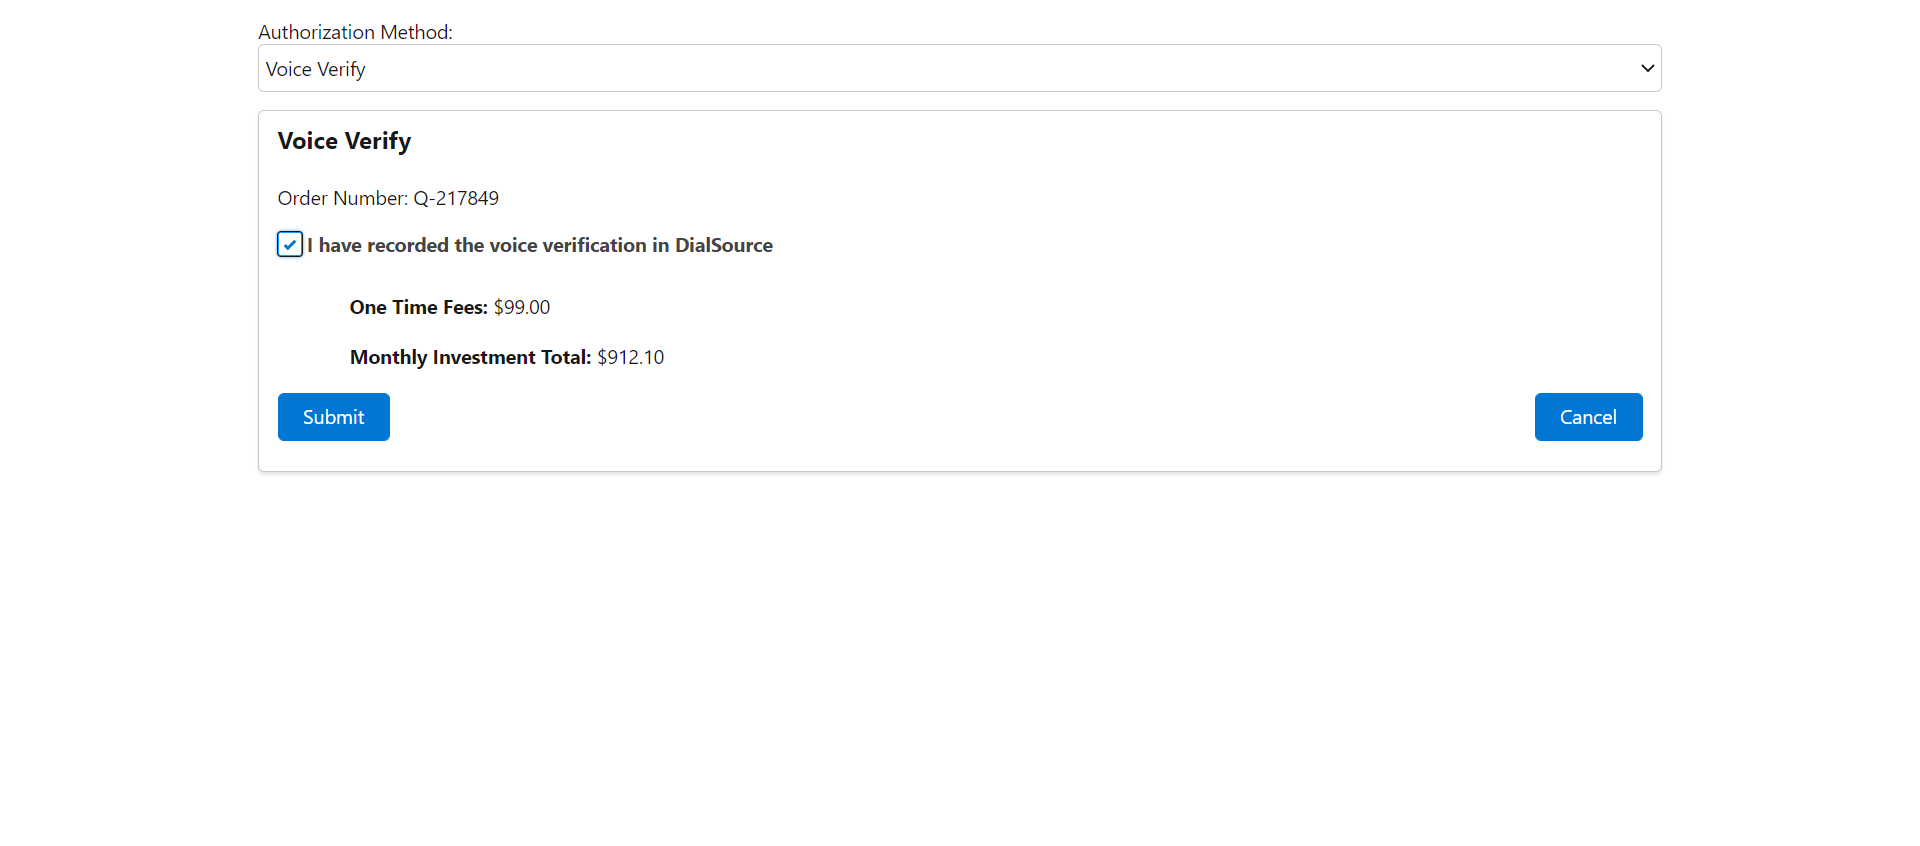 Authorization Method:
Voice Verify
Voice Verify
Order Number: Q-217849
I have recorded the voice verification in DialSource
One Time Fees: $99.00
Monthly Investment Total: $912.10
Submit
Cancel